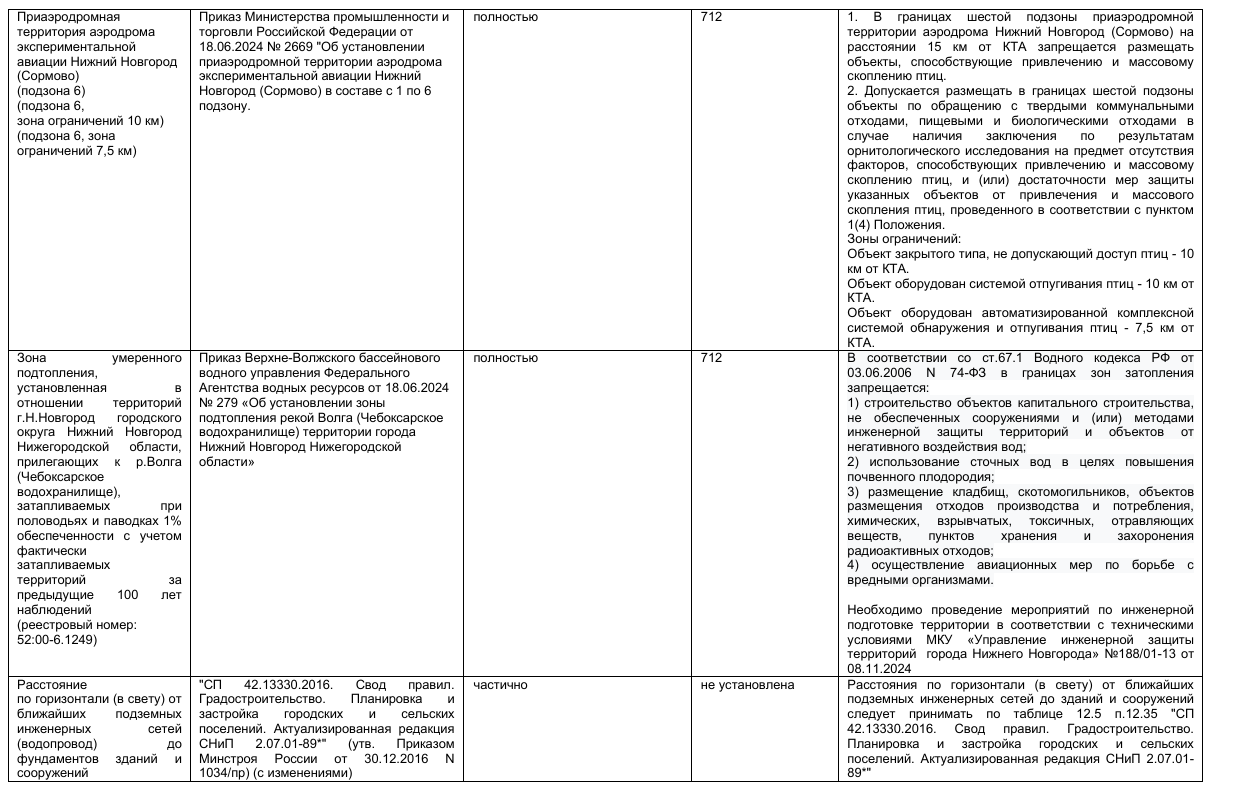 Приаэродромная
территория аэродрома
экспериментальной
авиации Нижний Новгород
(Сормово)
(подзона 6)
(подзона 6,
зона ограничений 10 км)
(подзона 6, зона
ограничений 7,5 км)
Приказ Министерства промышленности и
торговли Российской Федерации от
18.06.2024 № 2669 "Об установлении
приаэродромной территории аэродрома
экспериментальной авиации Нижний
Новгород (Сормово) в составе с 1 по 6
подзону.
полностью
712
1. В границах шестой подзоны приаэродромной
территории аэродрома Нижний Новгород (Сормово) на
расстоянии 15 км от КТА запрещается размещать
объекты, способствующие привлечению и массовому
скоплению птиц.
2. Допускается размещать в границах шестой подзоны
объекты по обращению с твердыми коммунальными
отходами, пищевыми и биологическими отходами в
случае наличия заключения по результатам
орнитологического исследования на предмет отсутствия
факторов, способствующих привлечению и массовому
скоплению птиц, и (или) достаточности мер защиты
указанных объектов от привлечения и массового
скопления птиц, проведенного в соответствии с пунктом
1(4) Положения.
Зоны ограничений:
Объект закрытого типа, не допускающий доступ птиц - 10
км от КТА.
Объект оборудован системой отпугивания птиц - 10 км от
КТА.
Объект оборудован автоматизированной комплексной
системой обнаружения и отпугивания птиц - 7,5 км от
КТА.
Зона умеренного
подтопления,
установленная в
отношении территорий
г.Н.Новгород городского
округа Нижний Новгород
Нижегородской области,
прилегающих к р.Волга
(Чебоксарское
водохранилище),
затапливаемых при
половодьях и паводках 1%
обеспеченности с учетом
фактически
затапливаемых
территорий за
предыдущие 100 лет
наблюдений
(реестровый номер:
52:00-6.1249)
Приказ Верхне-Волжского бассейнового
водного управления Федерального
Агентства водных ресурсов от 18.06.2024
№ 279 «Об установлении зоны
подтопления рекой Волга (Чебоксарское
водохранилище) территории города
Нижний Новгород Нижегородской
области»
полностью
712
В соответствии со ст.67.1 Водного кодекса РФ от
03.06.2006 N 74-ФЗ в границах зон затопления
запрещается:
1) строительство объектов капитального строительства,
не обеспеченных сооружениями и (или) методами
инженерной защиты территорий и объектов от
негативного воздействия вод;
2) использование сточных вод в целях повышения
почвенного плодородия;
3) размещение кладбищ, скотомогильников, объектов
размещения отходов производства и потребления,
химических, взрывчатых, токсичных, отравляющих
веществ, пунктов хранения и захоронения
радиоактивных отходов;
4) осуществление авиационных мер по борьбе с
вредными организмами.
Необходимо проведение мероприятий по инженерной
подготовке территории в соответствии с техническими
условиями МКУ «Управление инженерной защиты
территорий города Нижнего Новгорода» №188/01-13 от
08.11.2024
Расстояние
по горизонтали (в свету) от
ближайших подземных
инженерных сетей
(водопровод) до
фундаментов зданий и
сооружений
"СП 42.13330.2016. Свод правил.
Градостроительство. Планировка и
застройка городских и сельских
поселений. Актуализированная редакция
СНиП 2.07.01-89*" (утв. Приказом
Минстроя России от 30.12.2016 N
1034/пр) (с изменениями)
частично
не установлена
Расстояния по горизонтали (в свету) от ближайших
подземных инженерных сетей до зданий и сооружений
следует принимать по таблице 12.5 п.12.35 "СП
42.13330.2016. Свод правил. Градостроительство.
Планировка и застройка городских и сельских
поселений. Актуализированная редакция СНиП 2.07.01-
89*"